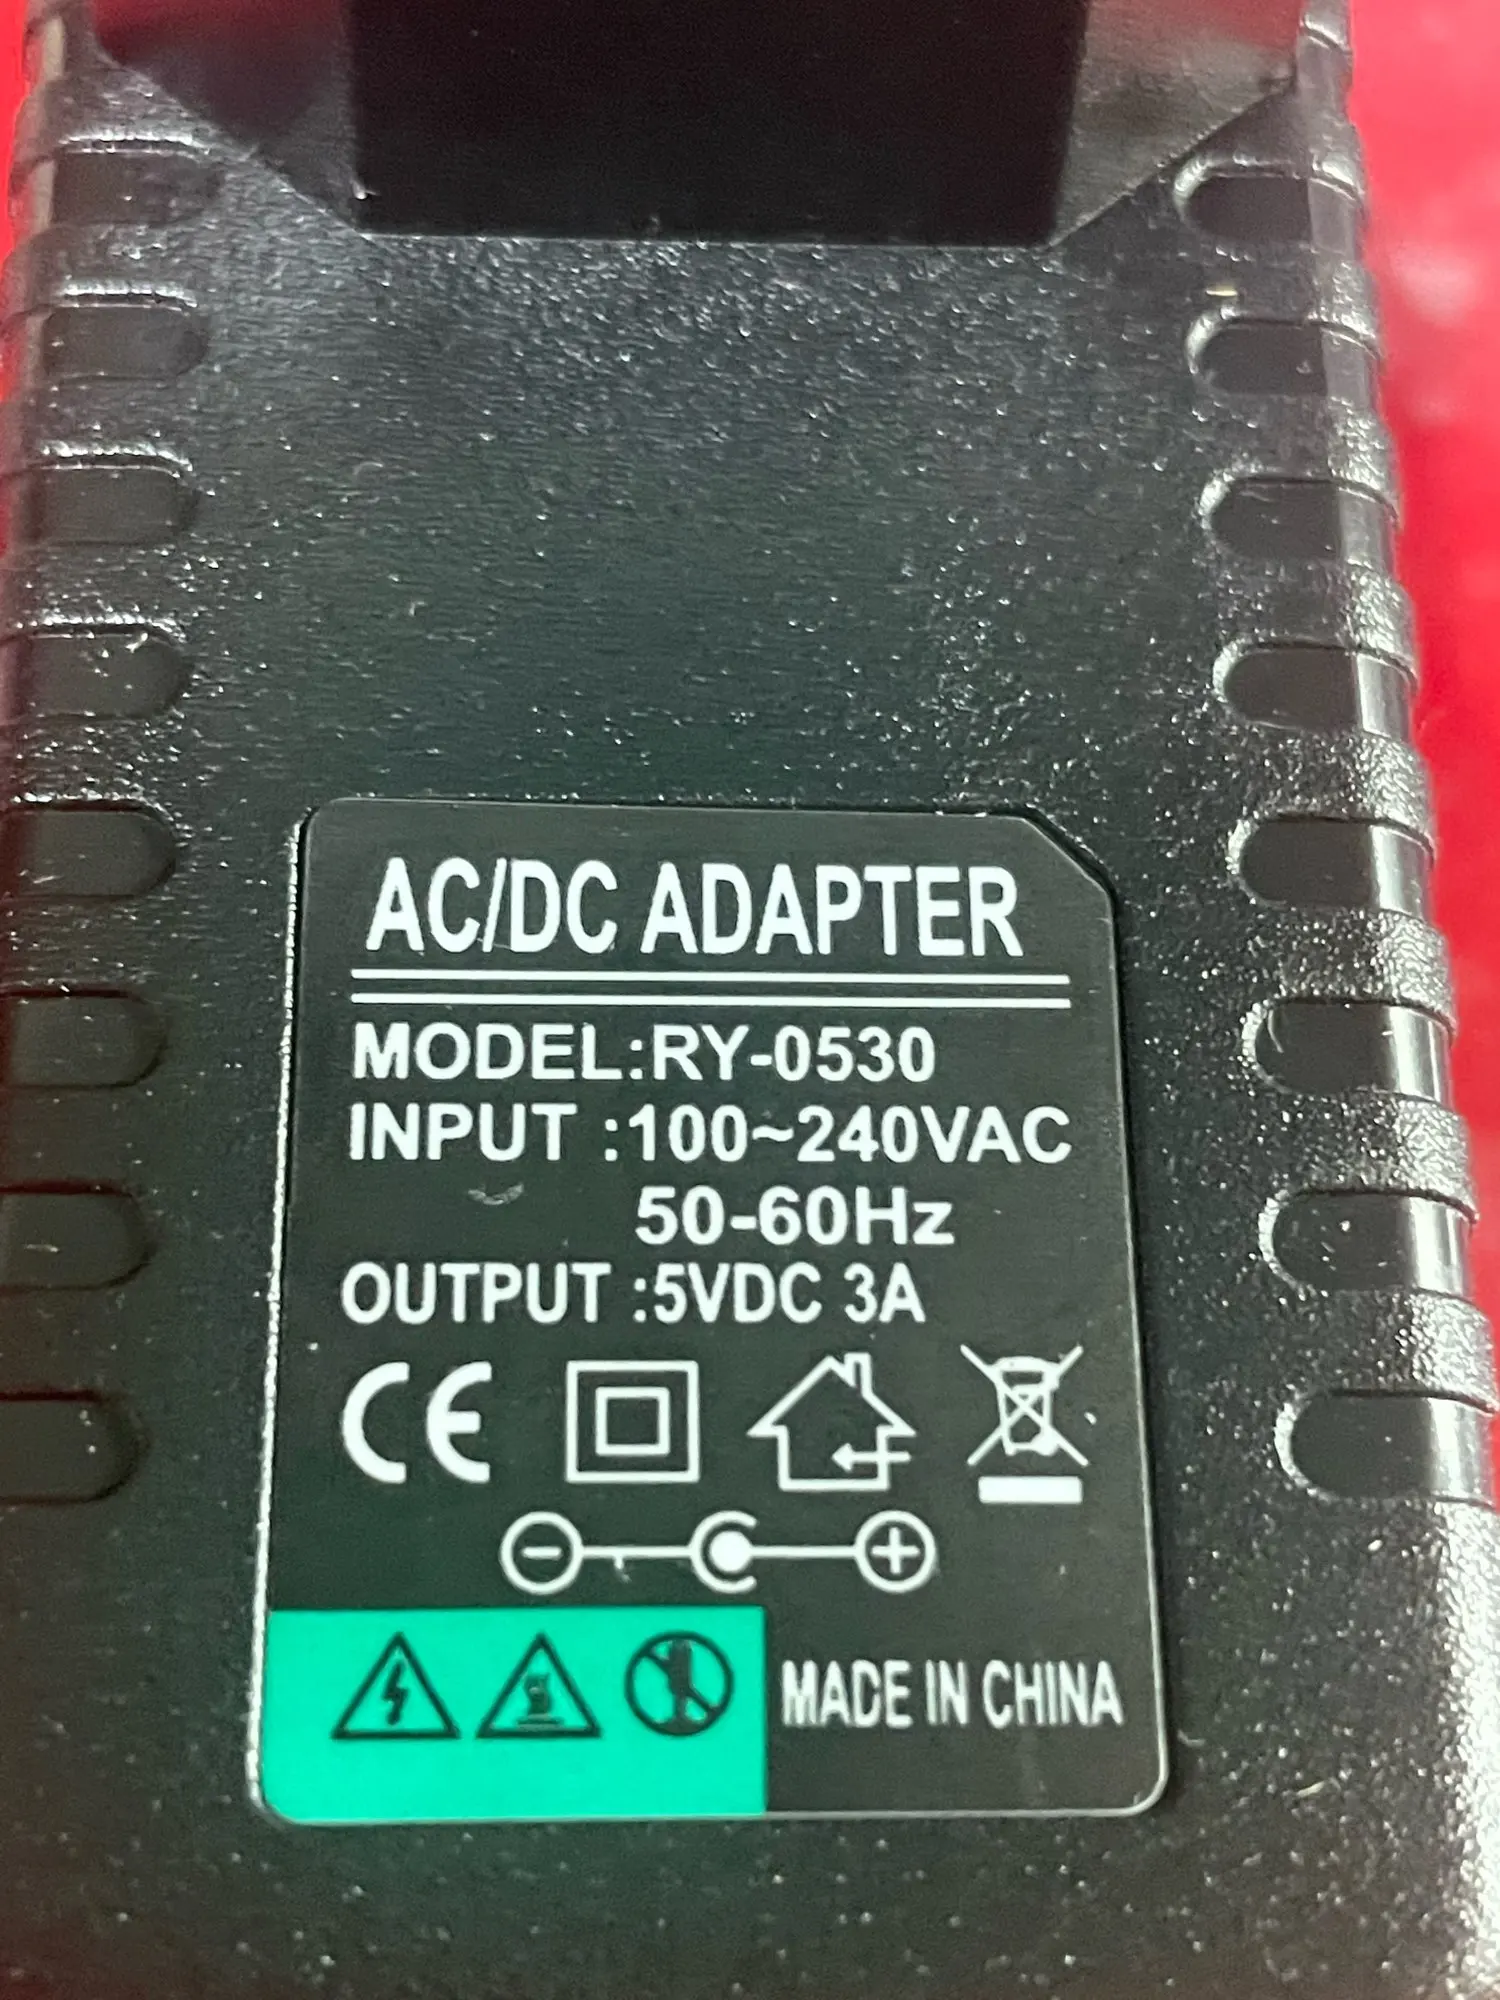 AC/DC ADAPTER
MODEL:RY-0530
INPUT :100~240VAC
50-60Hz
OUTPUT :5VDC 3A
CE
MADE IN CHINA